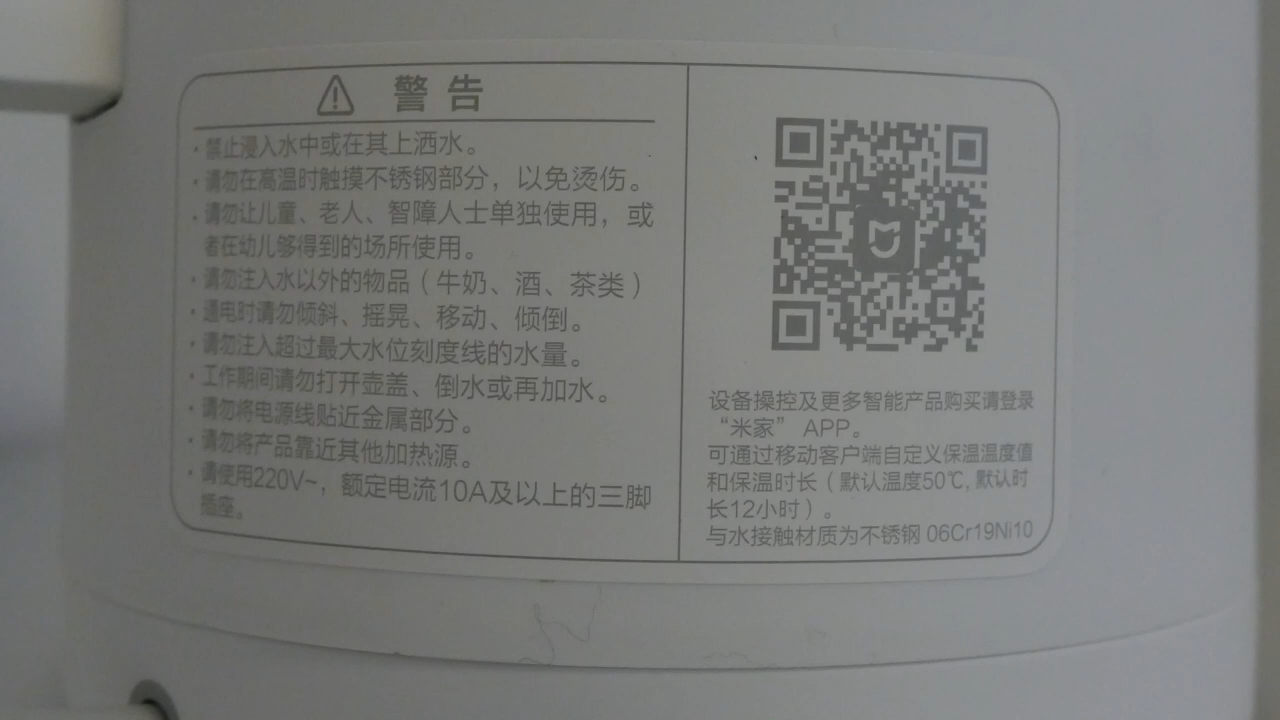 警告
· 禁止浸入水中或在其上洒水。
· 请勿在高温时触摸不锈钢部分，以免烫伤。
· 请勿让儿童、老人、智障人士单独使用，或
者在幼儿够得到的场所使用。
· 请勿注入水以外的物品（牛奶、酒、茶类）
· 通电时请勿倾斜、摇晃、移动、倾倒。
· 请勿注入超过最大水位刻度线的水量。
· 工作期间请勿打开壶盖、倒水或再加水。
· 请勿将电源线贴近金属部分。
· 请勿将产品靠近其他加热源。
· 请使用220V~，额定电流10A及以上的三脚
插座。
设备操控及更多智能产品购买请登录
“米家” APP。
可通过移动客户端自定义保温温度值
和保温时长（默认温度50℃, 默认时
长12小时）。
与水接触材质为不锈钢 06Cr19Ni10